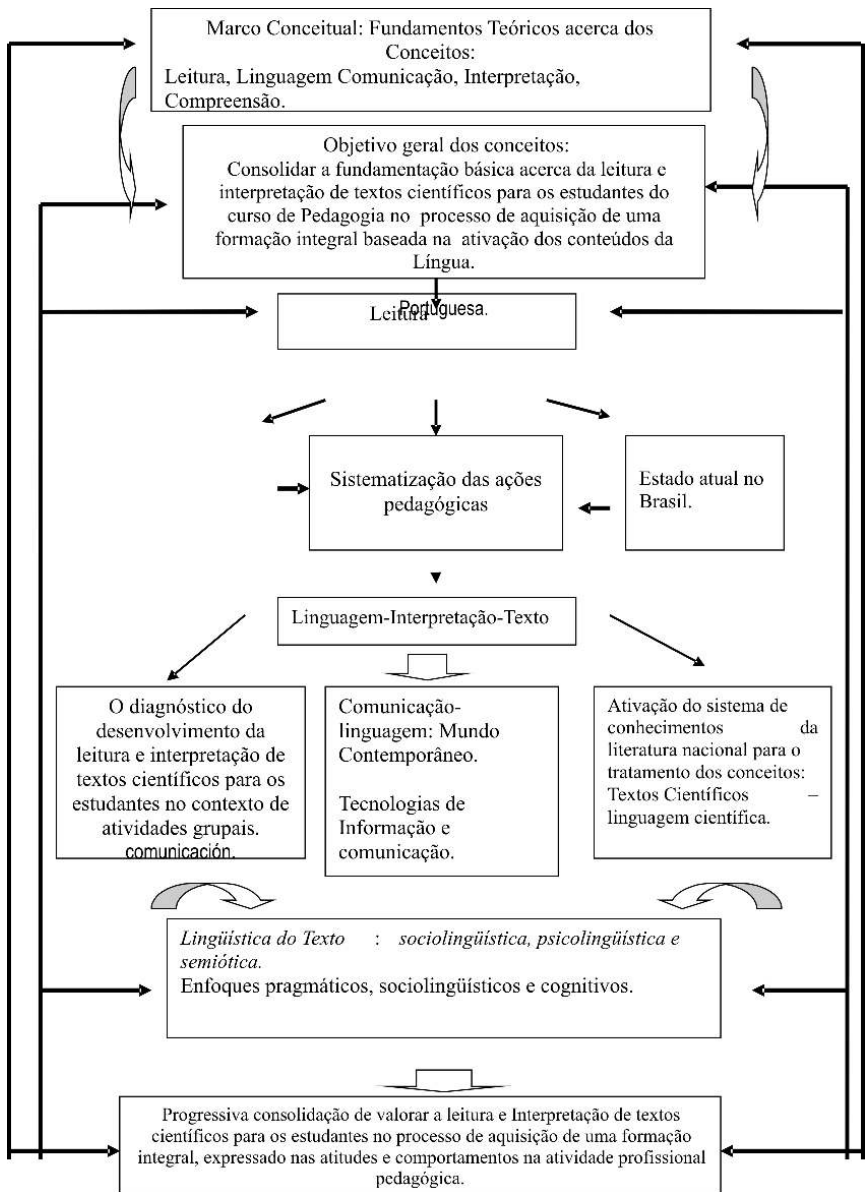 Marco Conceitual: Fundamentos Teóricos acerca dos
Conceitos:
Leitura, Linguagem Comunicação, Interpretação,
Compreensão.
Objetivo geral dos conceitos:
Consolidar a fundamentação básica acerca da leitura e
interpretação de textos científicos para os estudantes do
curso de Pedagogia no processo de aquisição de uma
formação integral baseada na ativação dos conteúdos da
Língua.
Portuguesa.
Leitura
Sistematização das ações
pedagógicas
Estado atual no
Brasil.
Linguagem-Interpretação-Texto
O diagnóstico do
desenvolvimento da
leitura e interpretação de
textos científicos para os
estudantes no contexto de
atividades grupais.
comunicación.
Comunicação-
linguagem: Mundo
Contemporâneo.
Tecnologias de
Informação e
comunicação.
Ativação do sistema de
conhecimentos da
literatura nacional para o
tratamento dos conceitos:
Textos Científicos –
linguagem científica.
Lingüística do Texto : sociolingüística, psicolingüística e
semiótica.
Enfoques pragmáticos, sociolingüísticos e cognitivos.
Progressiva consolidação de valorar a leitura e Interpretação de textos
científicos para os estudantes no processo de aquisição de uma formação
integral, expressado nas atitudes e comportamentos na atividade profissional
pedagógica.